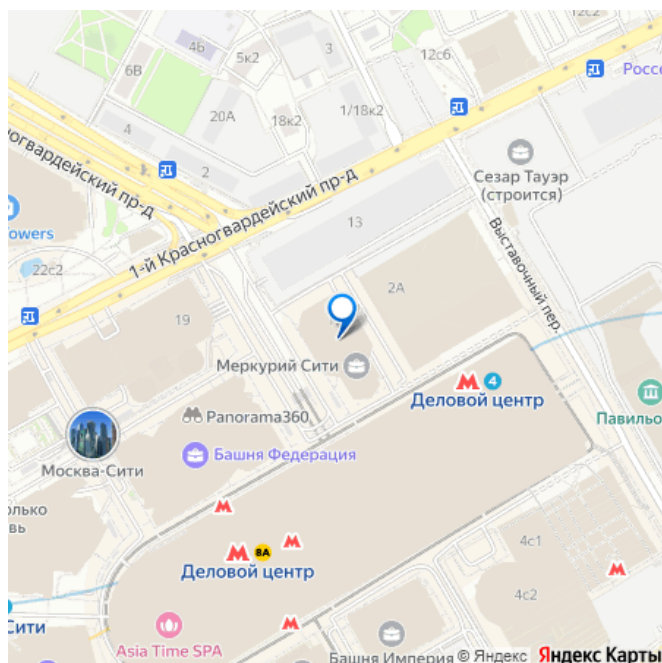 12с2
4Б
5к2
3
12с6
6В
Россе
20А
1/18к2
18к2
4
2
Сезар Тауэр
(строится)
ногвардейский пр-д
1-й Красногвардейский пр-д
13
Выставочный пер.
Towers
22с2
2А
19
Меркурий Сити
4
Деловой центр
Panorama360
Павильо
Башня Федерация
Москва-Сити
олько
вь
4с1
8А
Деловой центр
4с2
Сити
Asia Time SPA
Башня Империя
© Яндекс Яндекс Карты